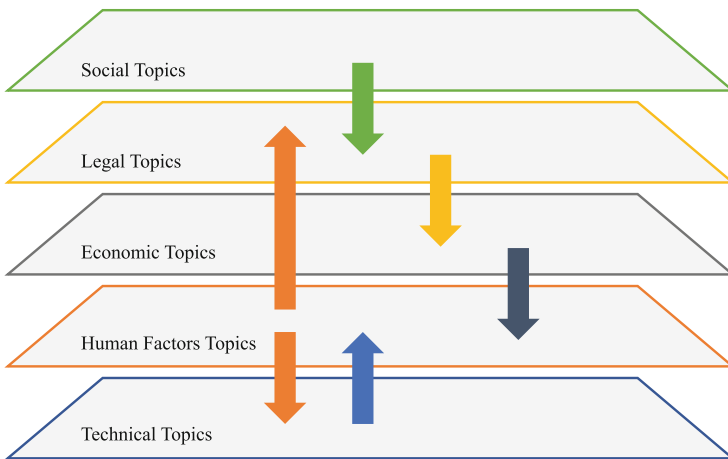 Social Topics
Legal Topics
Economic Topics
Human Factors Topics
Technical Topics